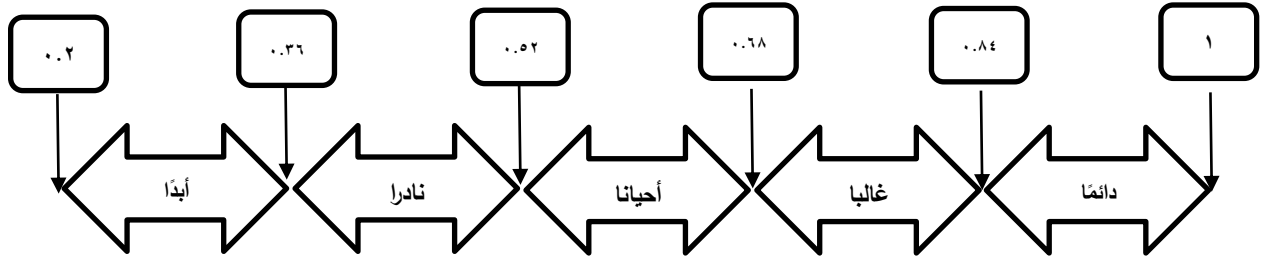 ٠.٢
٠.٣٦
٠.٥٢
٠.٦٨
٠.٨٤
١
أبدًا
نادرا
أحيانا
غالبا
دائمًا